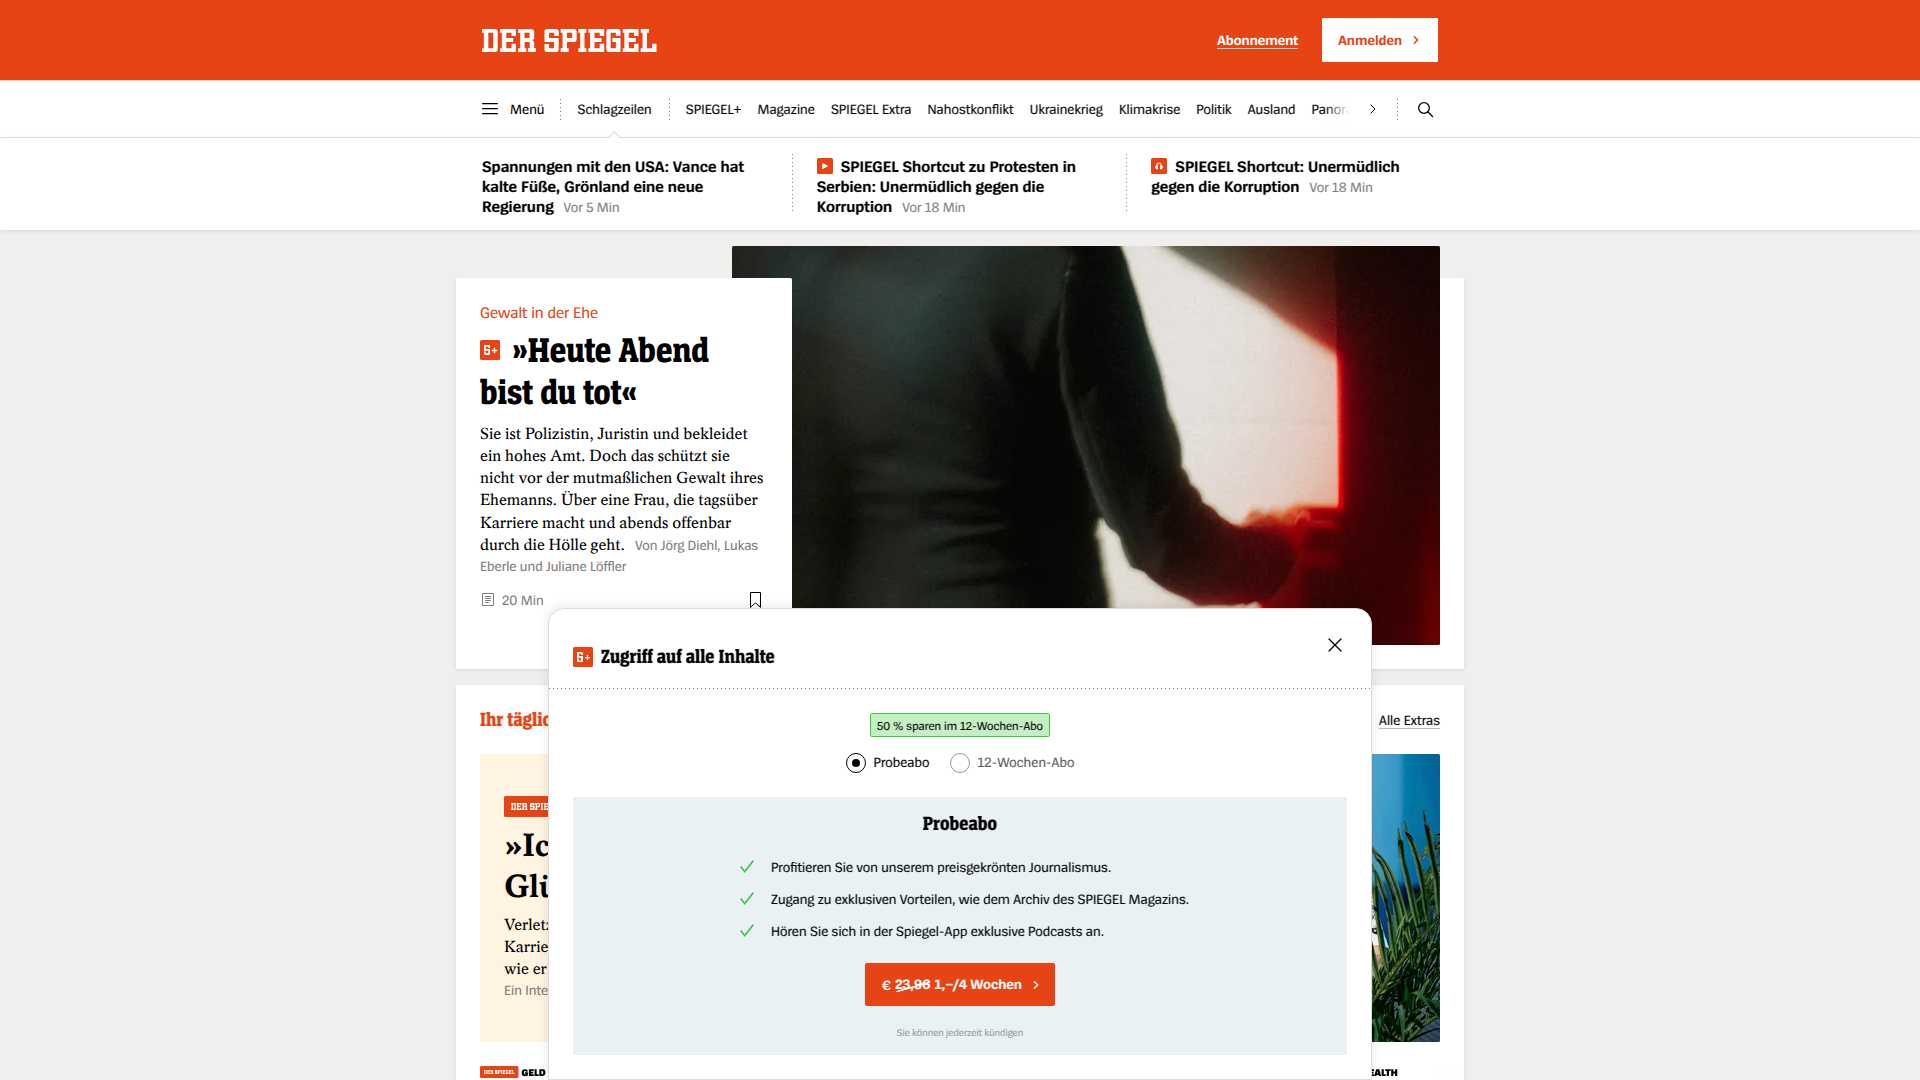 DER SPIEGEL
Abonnement
Anmelden
Menü
Schlagzeilen
SPIEGEL+
Magazine
SPIEGEL Extra
Nahostkonflikt
Ukrainekrieg
Klimakrise
Politik
Ausland
Panor
Spannungen mit den USA: Vance hat
kalte Füße, Grönland eine neue
Regierung Vor 5 Min
SPIEGEL Shortcut zu Protesten in
Serbien: Unermüdlich gegen die
Korruption Vor 18 Min
SPIEGEL Shortcut: Unermüdlich
gegen die Korruption Vor 18 Min
Gewalt in der Ehe
S+ »Heute Abend
bist du tot«
Sie ist Polizistin, Juristin und bekleidet
ein hohes Amt. Doch das schützt sie
nicht vor der mutmaßlichen Gewalt ihres
Ehemanns. Über eine Frau, die tagsüber
Karriere macht und abends offenbar
durch die Hölle geht. Von Jörg Diehl, Lukas
Eberle und Juliane Löffler
20 Min
S+ Zugriff auf alle Inhalte
50 % sparen im 12-Wochen-Abo
Probeabo
12-Wochen-Abo
Probeabo
Profitieren Sie von unserem preisgekrönten Journalismus.
Zugang zu exklusiven Vorteilen, wie dem Archiv des SPIEGEL Magazins.
Hören Sie sich in der Spiegel-App exklusive Podcasts an.
€ 23,96 1,–/4 Wochen
Sie können jederzeit kündigen
Ihr täglic
Alle Extras
DER SPIE
»Ic
Glü
Verletz
Karrie
wie er
Ein Inte
DER SPIEGEL GELD
EALTH